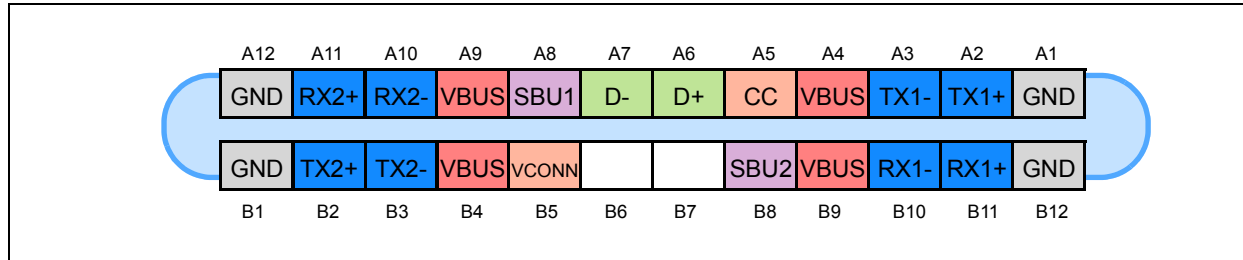 A12 A11 A10 A9 A8 A7 A6 A5 A4 A3 A2 A1
GND RX2+ RX2- VBUS SBU1 D- D+ CC VBUS TX1- TX1+ GND
GND TX2+ TX2- VBUS VCONN SBU2 VBUS RX1- RX1+ GND
B1 B2 B3 B4 B5 B6 B7 B8 B9 B10 B11 B12